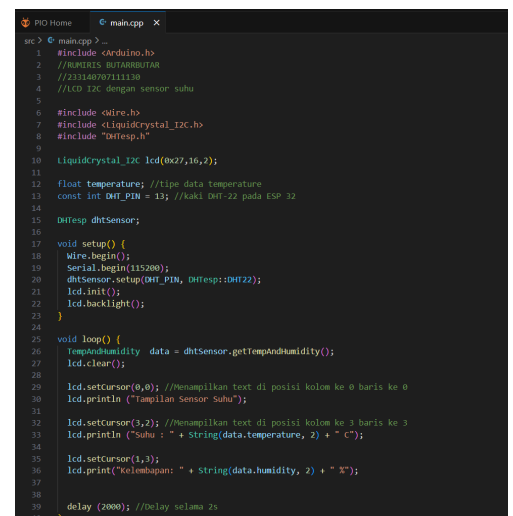 PIO Home main.cpp ×
src > main.cpp > ...
1 #include <Arduino.h>
2 //RUMIRIS BUTARRBUTAR
3 //233140707111130
4 //LCD I2C dengan sensor suhu
5
6 #include <Wire.h>
7 #include <LiquidCrystal_I2C.h>
8 #include "DHTesp.h"
9
10 LiquidCrystal_I2C lcd(0x27,16,2);
11
12 float temperature; //tipe data temperature
13 const int DHT_PIN = 13; //kaki DHT-22 pada ESP 32
14
15 DHTesp dhtSensor;
16
17 void setup() {
18 Wire.begin();
19 Serial.begin(115200);
20 dhtSensor.setup(DHT_PIN, DHTesp::DHT22);
21 lcd.init();
22 lcd.backlight();
23 }
24
25 void loop() {
26 TempAndHumidity data = dhtSensor.getTempAndHumidity();
27 lcd.clear();
28
29 lcd.setCursor(0,0); //Menampilkan text di posisi kolom ke 0 baris ke 0
30 lcd.println ("Tampilan Sensor Suhu");
31
32 lcd.setCursor(3,2); //Menampilkan text di posisi kolom ke 3 baris ke 3
33 lcd.println ("Suhu : " + String(data.temperature, 2) + " C");
34
35 lcd.setCursor(1,3);
36 lcd.print("Kelembapan: " + String(data.humidity, 2) + " %");
37
38
39 delay (2000); //Delay selama 2s